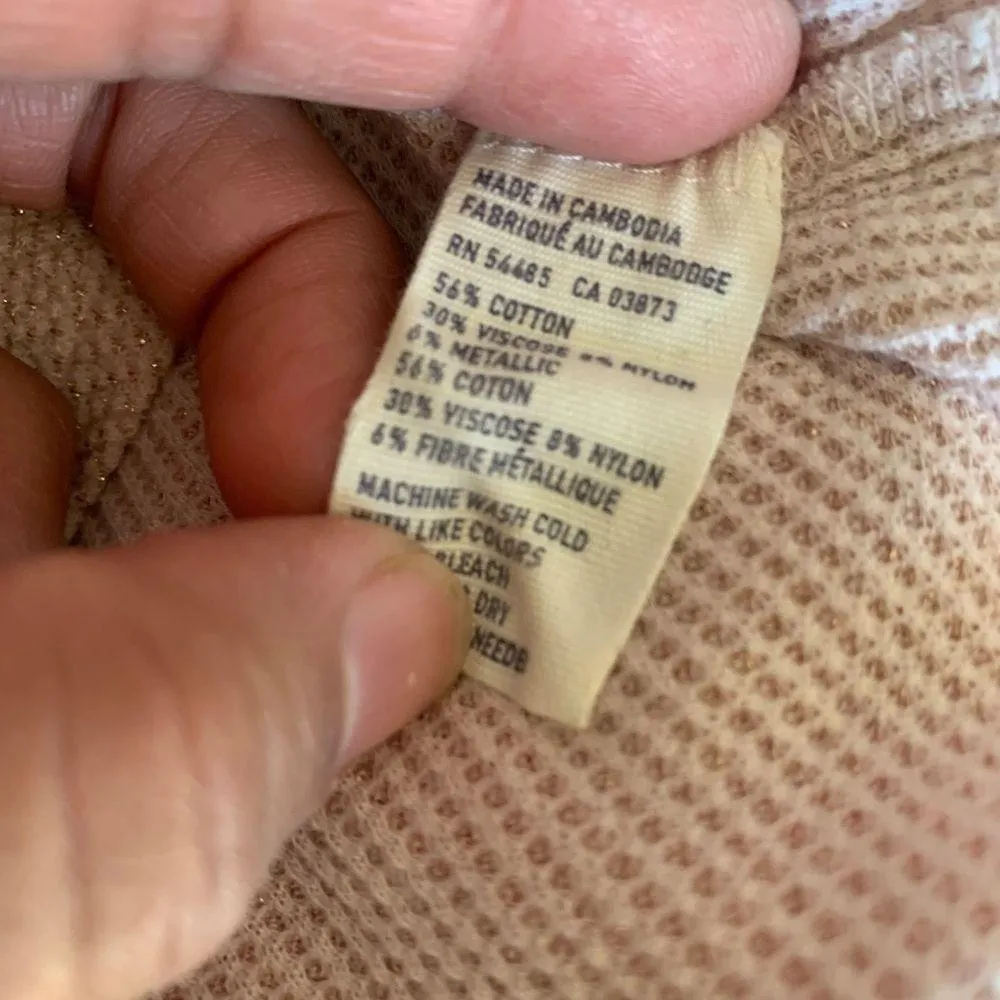 MADE IN CAMBODIA
FABRIQUÉ AU CAMBODGE
RN 54485 CA 03873
56% COTTON
30% VISCOSE 8% NYLON
6% METALLIC
56% COTON
30% VISCOSE 8% NYLON
6% FIBRE MÉTALLIQUE
MACHINE WASH COLD
WITH LIKE COLORS
BLEACH
DRY
NEEDE